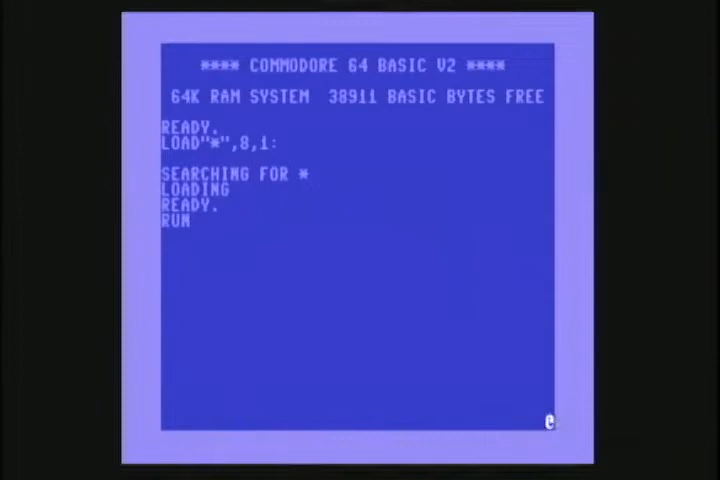 **** COMMODORE 64 BASIC V2 ****
64K RAM SYSTEM  38911 BASIC BYTES FREE
READY.
LOAD"*",8,1:
SEARCHING FOR *
LOADING
READY.
RUN